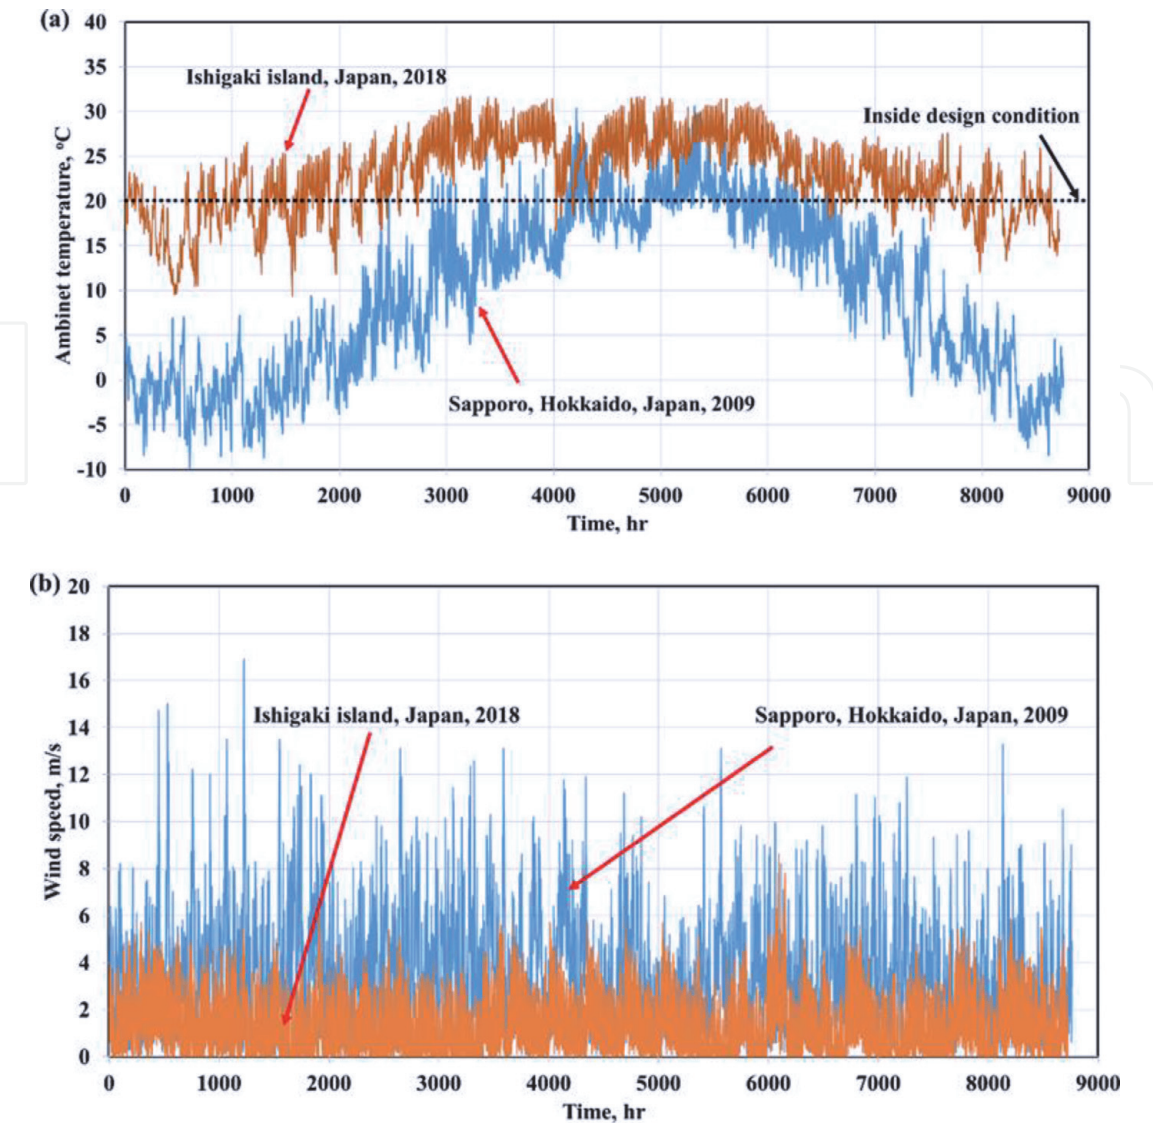 (a)
40
35
30
25
20
15
10
5
0
-5
-10
Ambinet temperature, °C
Ishigaki island, Japan, 2018
Inside design condition
Sapporo, Hokkaido, Japan, 2009
0 1000 2000 3000 4000 5000 6000 7000 8000 9000
Time, hr
(b)
20
18
16
14
12
10
8
6
4
2
0
Wind speed, m/s
Ishigaki island, Japan, 2018
Sapporo, Hokkaido, Japan, 2009
0 1000 2000 3000 4000 5000 6000 7000 8000 9000
Time, hr